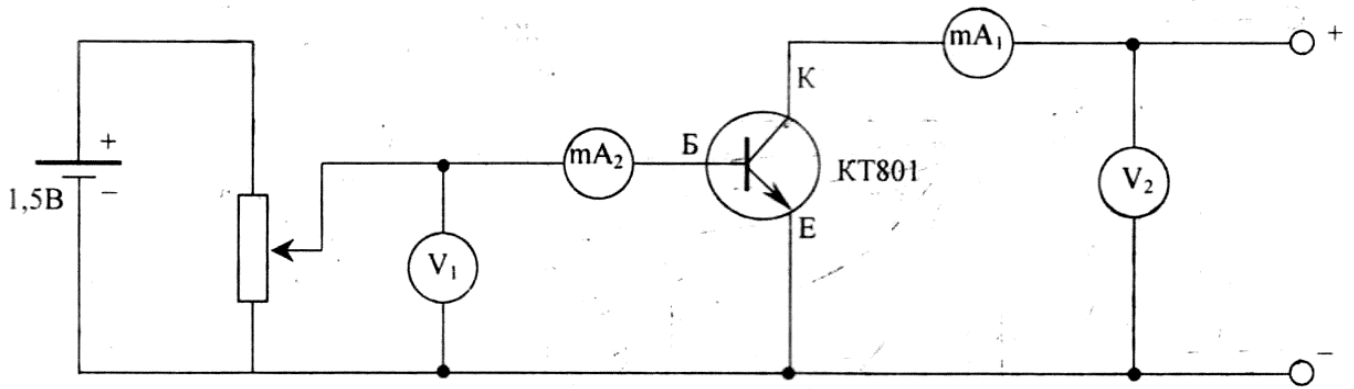 +
−
1,5В
V₁
mA₂
Б
К
Е
КТ801
mA₁
V₂
+
−